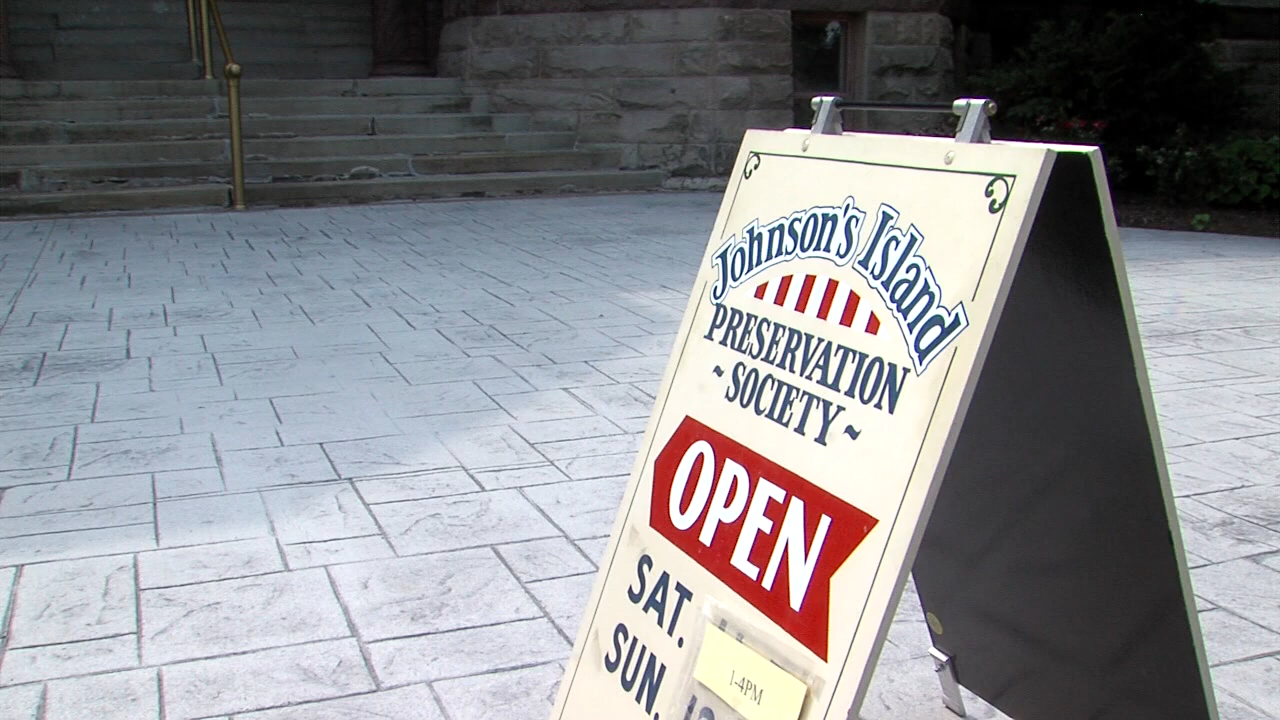 Johnson's Island
PRESERVATION
~ SOCIETY ~
OPEN
SAT.
SUN.
1-4PM